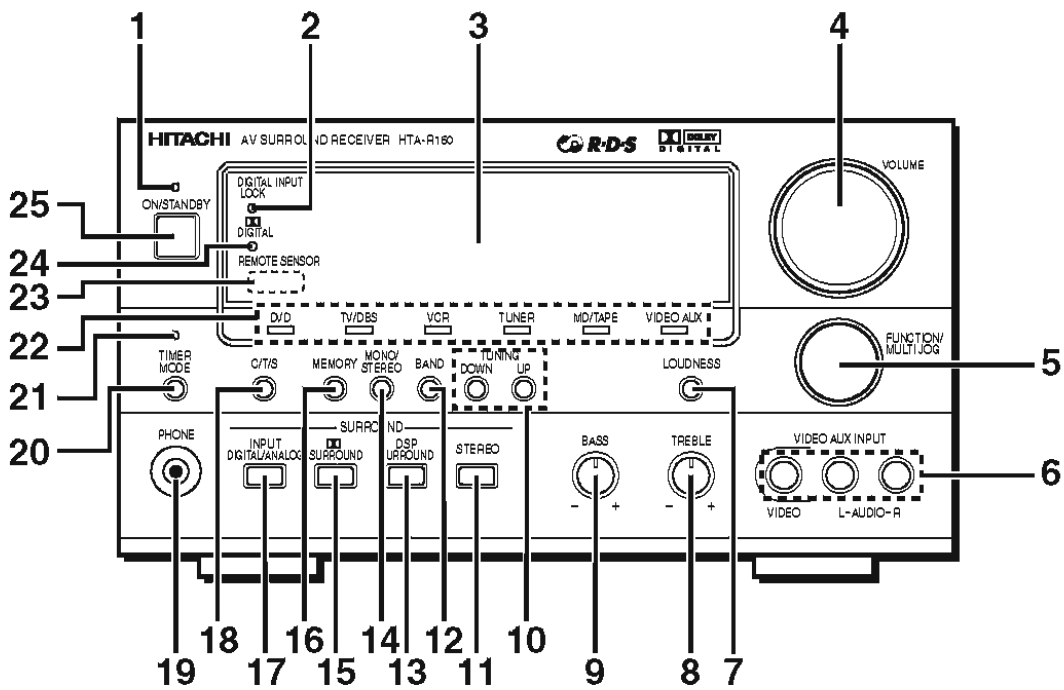 1 2 3 4
HITACHI AV SURROUND RECEIVER HTA-R160
R·D·S
DOLBY
DIGITAL
VOLUME
ON/STANDBY
DIGITAL INPUT
LOCK
DIGITAL
REMOTE SENSOR
25
24
23
22
21
20
DVD TV/DBS VCR TUNER MD/TAPE VIDEO AUX
FUNCTION/
MULTI JOG
5
TIMER
MODE
C/T/S
MEMORY
MONO/
STEREO
BAND
TUNING
DOWN UP
LOUDNESS
PHONE
SURROUND
INPUT
DIGITAL/ANALOG
SURROUND
DSP
SURROUND
STEREO
BASS
- +
TREBLE
- +
VIDEO AUX INPUT
VIDEO L-AUDIO-R
6
18 16 14 12 10
19 17 15 13 11 9 8 7